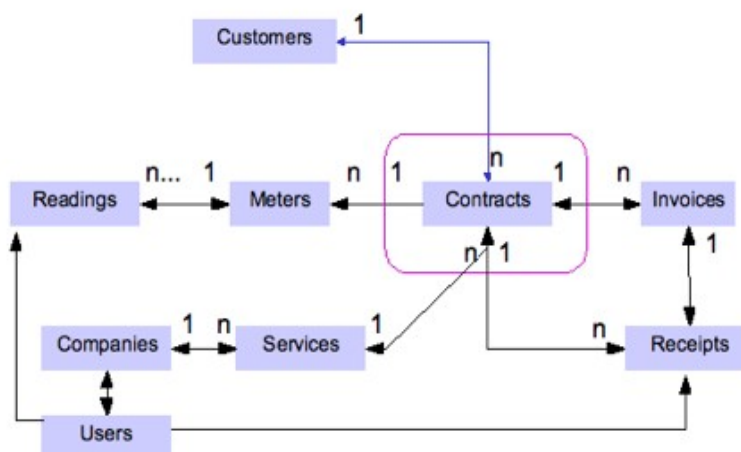 Customers
1
n... 1 n 1 n 1 n
Readings Meters Contracts Invoices
n 1 1
1 n 1 n
Companies Services Receipts
Users